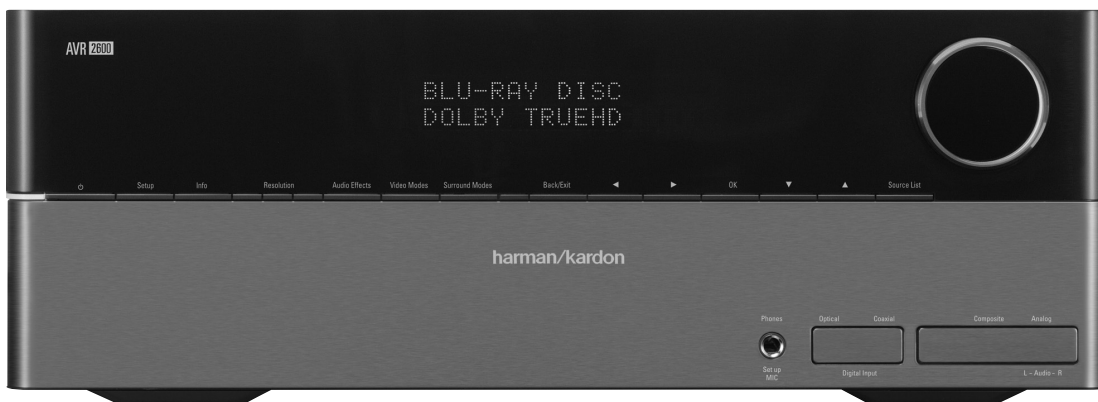 AVR 2600
BLU-RAY DISC
DOLBY TRUEHD
Setup Info Resolution Audio Effects Video Modes Surround Modes Back/Exit OK Source List
harman/kardon
Phones Optical Coaxial Composite Analog
Set up Digital Input L – Audio – R
MIC